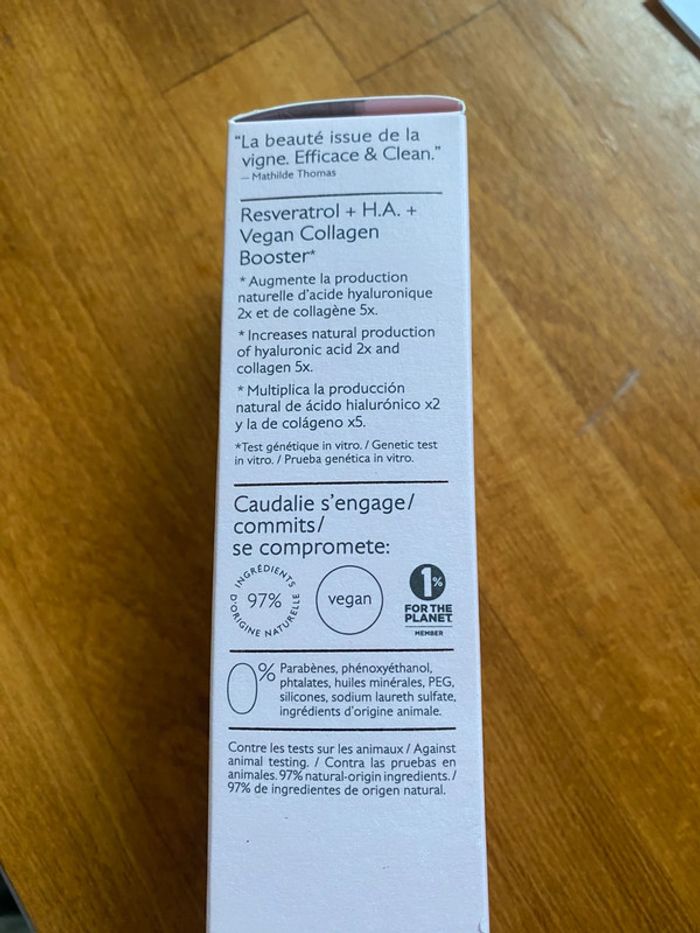 "La beauté issue de la
vigne. Efficace & Clean."
— Mathilde Thomas
Resveratrol + H.A. +
Vegan Collagen
Booster*
* Augmente la production
naturelle d'acide hyaluronique
2x et de collagène 5x.
* Increases natural production
of hyaluronic acid 2x and
collagen 5x.
* Multiplica la producción
natural de ácido hialurónico x2
y la de colágeno x5.
*Test génétique in vitro. / Genetic test
in vitro. / Prueba genética in vitro.
Caudalie s'engage/
commits/
se compromete:
INGRÉDIENTS
97%
D'ORIGINE NATURELLE
vegan
1%
FOR THE
PLANET
MEMBER
0%
Parabènes, phénoxyéthanol,
phtalates, huiles minérales, PEG,
silicones, sodium laureth sulfate,
ingrédients d'origine animale.
Contre les tests sur les animaux / Against
animal testing. / Contra las pruebas en
animales. 97% natural-origin ingredients. /
97% de ingredientes de origen natural.